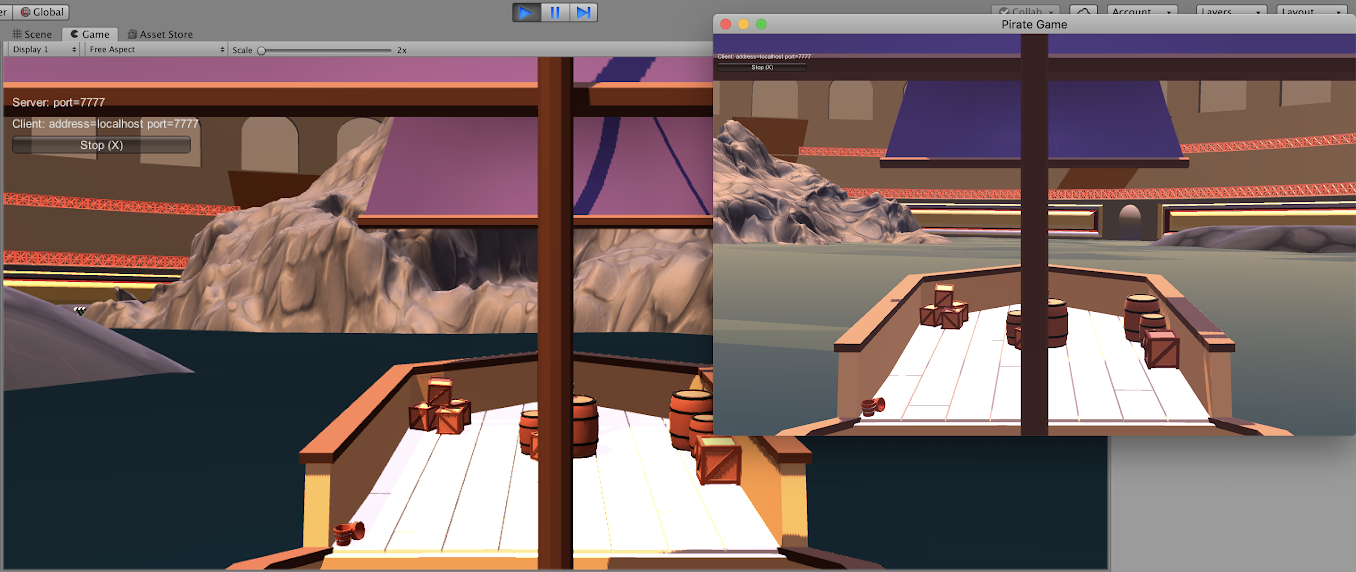 er Global
Collab Account Layers Layout
Scene Game Asset Store
Display 1 Free Aspect Scale 2x
Server: port=7777
Client: address=localhost port=7777
Stop (X)
Pirate Game
Client: address=localhost port=7777
Stop (X)